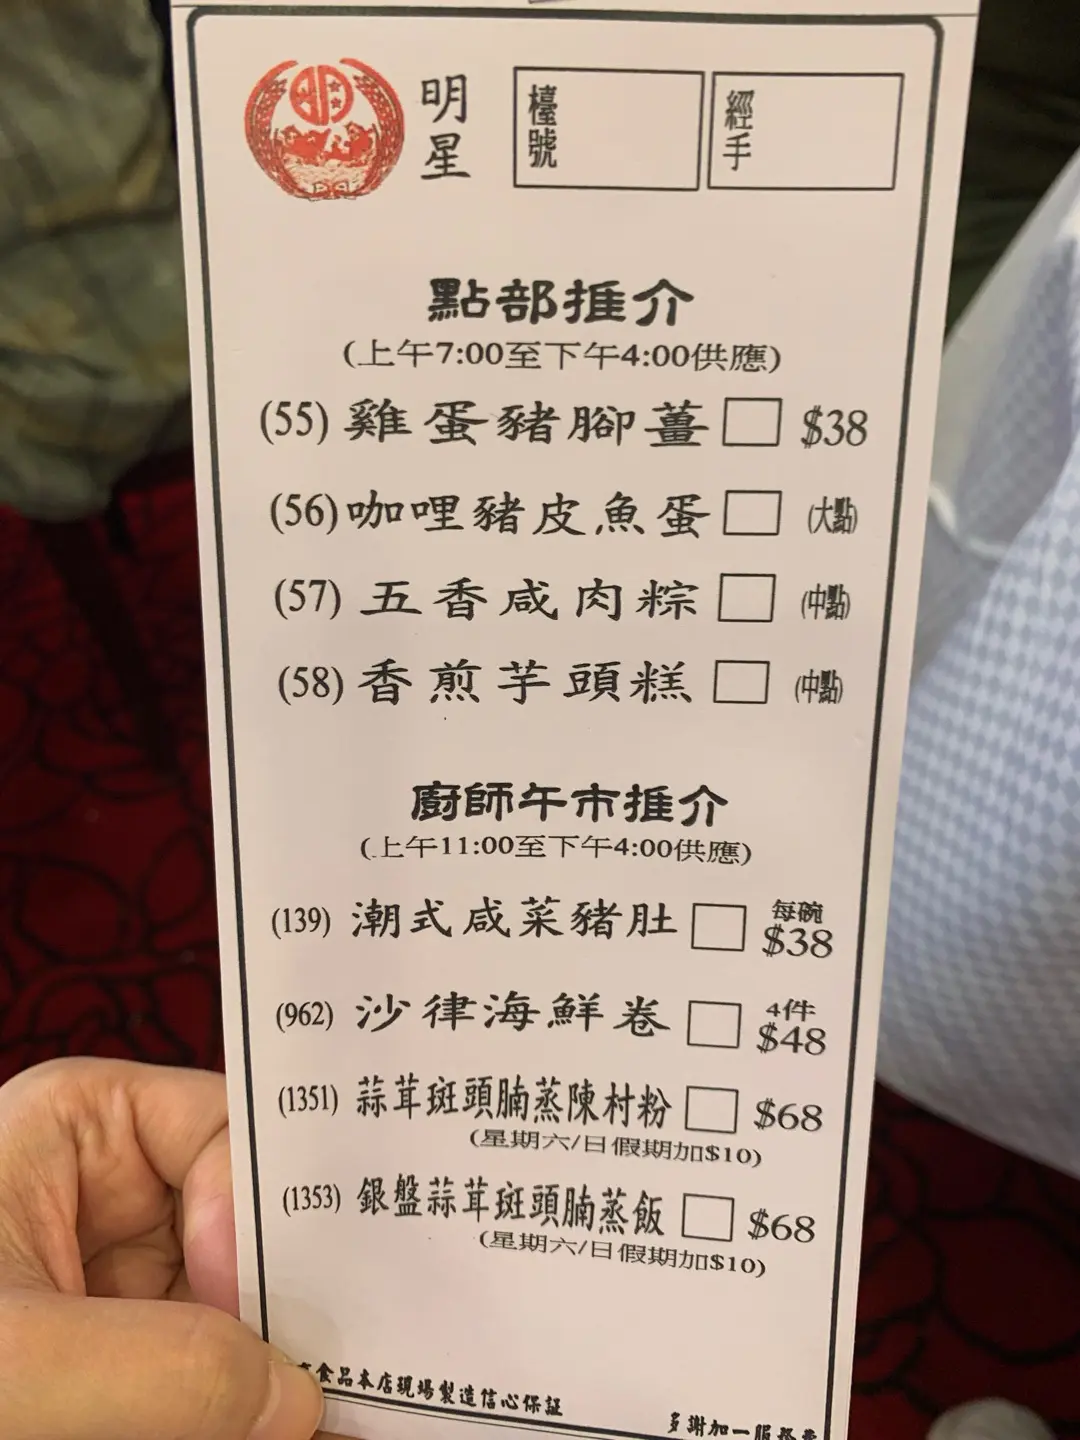 明星
檯號
經手
點部推介
(上午7:00至下午4:00供應)
(55) 雞蛋豬腳薑 $38
(56) 咖哩豬皮魚蛋 (大點)
(57) 五香咸肉粽 (中點)
(58) 香煎芋頭糕 (中點)
廚師午市推介
(上午11:00至下午4:00供應)
(139) 潮式咸菜豬肚 每碗 $38
(962) 沙律海鮮卷 4件 $48
(1351) 蒜茸斑頭腩蒸陳村粉 $68
(星期六/日假期加$10)
(1353) 銀盤蒜茸斑頭腩蒸飯 $68
(星期六/日假期加$10)
食品本店現場製造信心保証
多謝加一服務費